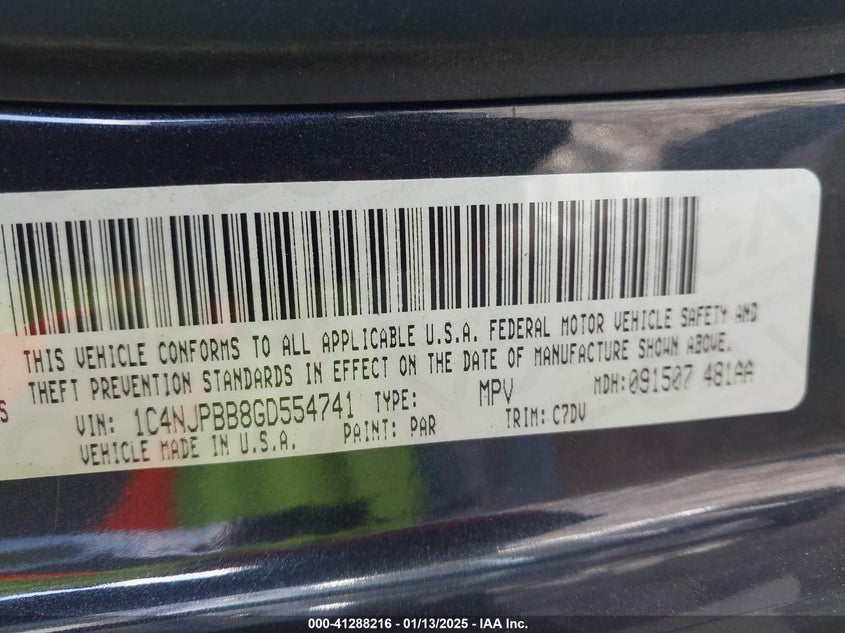 THIS VEHICLE CONFORMS TO ALL APPLICABLE U.S.A. FEDERAL MOTOR VEHICLE SAFETY AND
THEFT PREVENTION STANDARDS IN EFFECT ON THE DATE OF MANUFACTURE SHOWN ABOVE.
VIN: 1C4NJPBB8GD554741 TYPE: MPV MDH:091507 481AA
VEHICLE MADE IN U.S.A. PAINT: PAR TRIM: C7DV
000-41288216 - 01/13/2025 - IAA Inc.